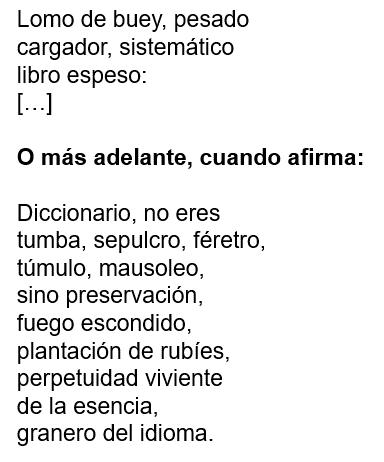 Lomo de buey, pesado
cargador, sistemático
libro espeso:
[…]
O más adelante, cuando afirma:
Diccionario, no eres
tumba, sepulcro, féretro,
túmulo, mausoleo,
sino preservación,
fuego escondido,
plantación de rubíes,
perpetuidad viviente
de la esencia,
granero del idioma.